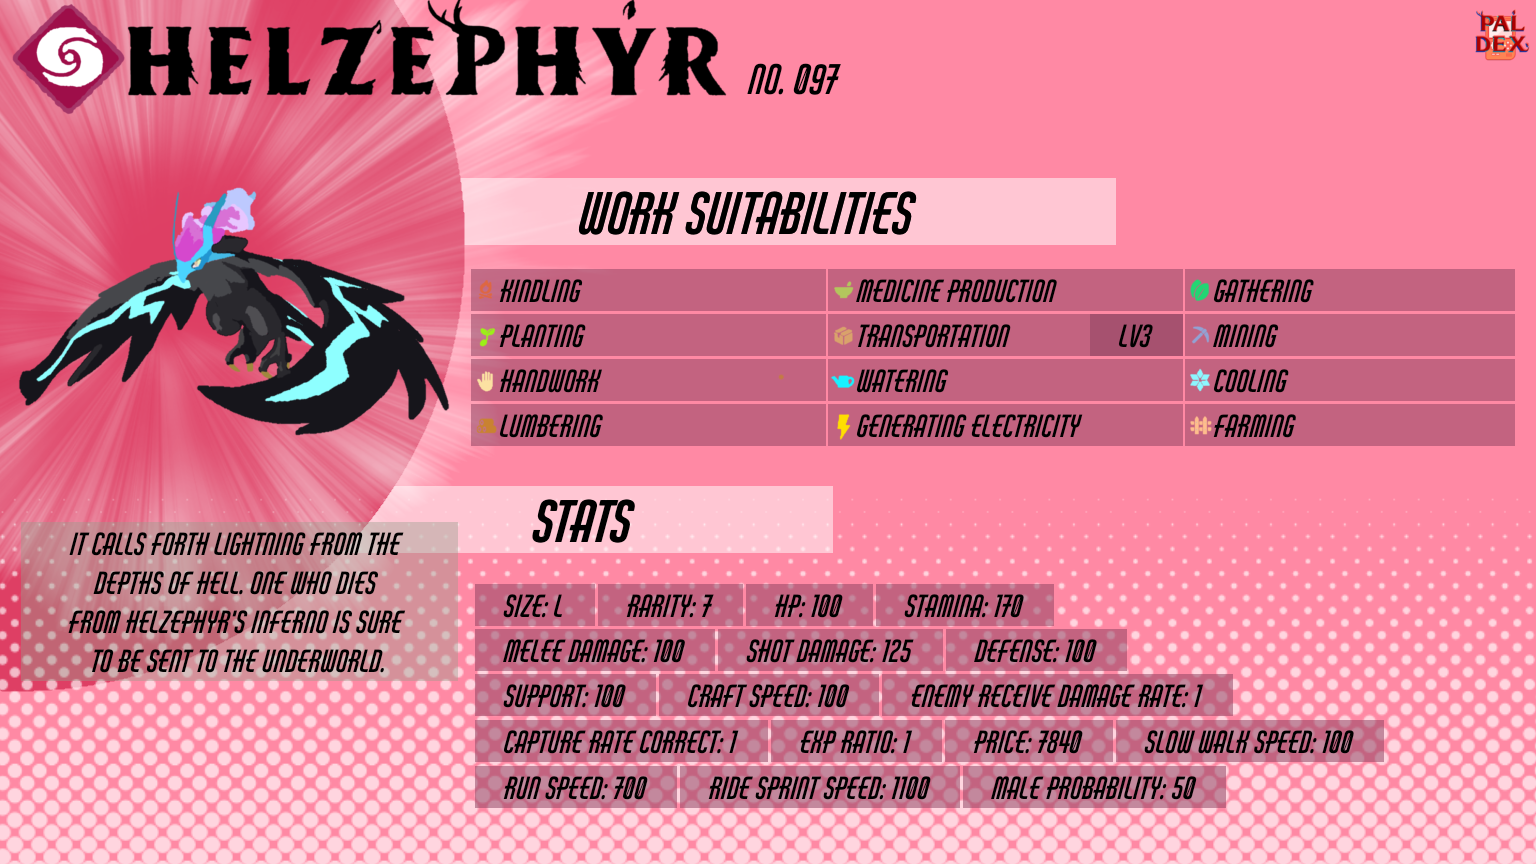 HELZEPHYR NO. 097
PAL
DEX
WORK SUITABILITIES
KINDLING MEDICINE PRODUCTION GATHERING
PLANTING TRANSPORTATION LV3 MINING
HANDWORK WATERING COOLING
LUMBERING GENERATING ELECTRICITY FARMING
STATS
IT CALLS FORTH LIGHTNING FROM THE
DEPTHS OF HELL. ONE WHO DIES
FROM HELZEPHYR'S INFERNO IS SURE
TO BE SENT TO THE UNDERWORLD.
SIZE: L RARITY: 7 HP: 100 STAMINA: 170
MELEE DAMAGE: 100 SHOT DAMAGE: 125 DEFENSE: 100
SUPPORT: 100 CRAFT SPEED: 100 ENEMY RECEIVE DAMAGE RATE: 1
CAPTURE RATE CORRECT: 1 EXP RATIO: 1 PRICE: 7840 SLOW WALK SPEED: 100
RUN SPEED: 700 RIDE SPRINT SPEED: 1100 MALE PROBABILITY: 50